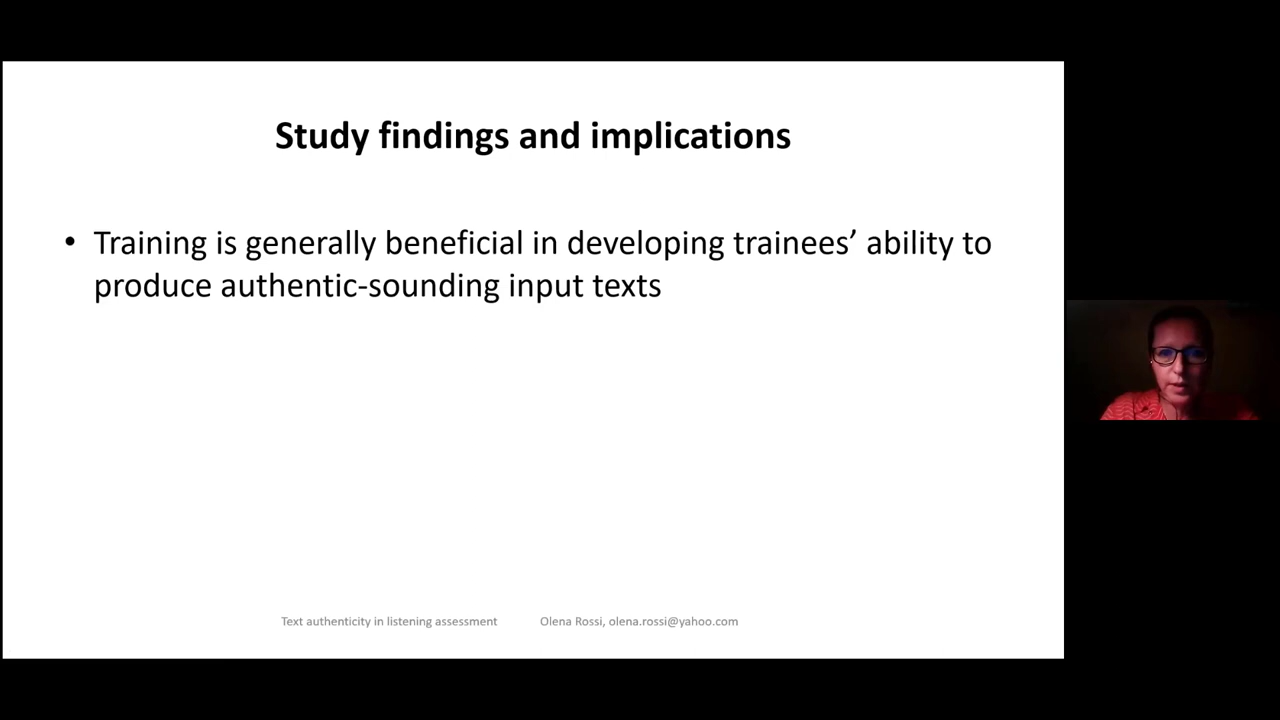 Study findings and implications
• Training is generally beneficial in developing trainees’ ability to
produce authentic-sounding input texts
Text authenticity in listening assessment Olena Rossi, olena.rossi@yahoo.com